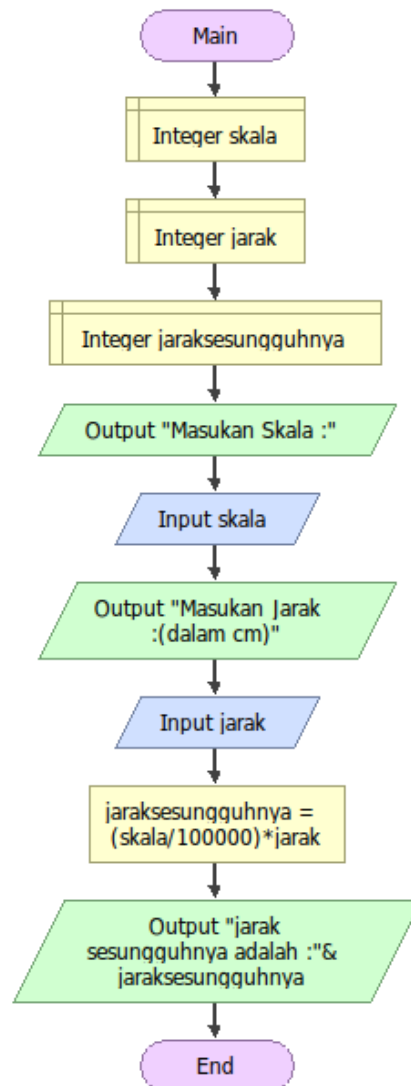 Main
Integer skala
Integer jarak
Integer jaraksesungguhnya
Output "Masukan Skala :"
Input skala
Output "Masukan Jarak
:(dalam cm)"
Input jarak
jaraksesungguhnya =
(skala/100000)*jarak
Output "jarak
sesungguhnya adalah :"&
jaraksesungguhnya
End